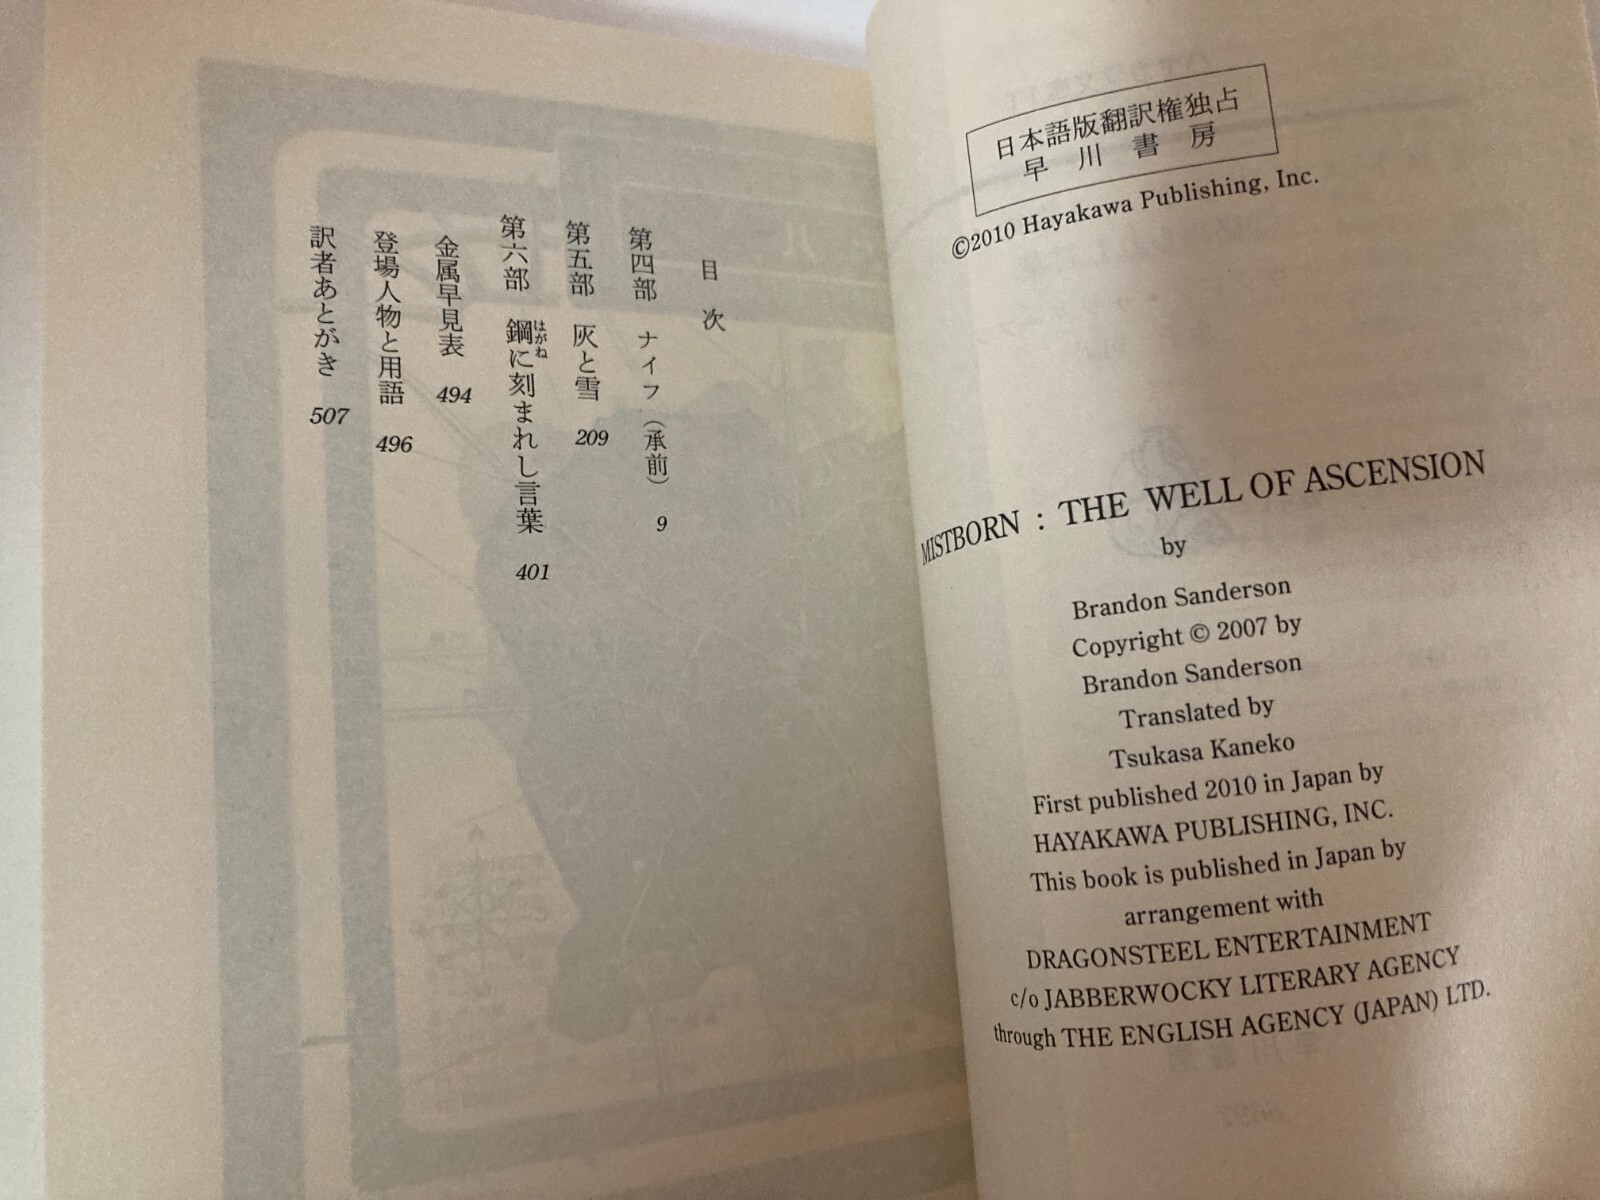 日本語版翻訳権独占
早川書房
©2010 Hayakawa Publishing, Inc.
MISTBORN : THE WELL OF ASCENSION
by
Brandon Sanderson
Copyright © 2007 by
Brandon Sanderson
Translated by
Tsukasa Kaneko
First published 2010 in Japan by
HAYAKAWA PUBLISHING, INC.
This book is published in Japan by
arrangement with
DRAGONSTEEL ENTERTAINMENT
c/o JABBERWOCKY LITERARY AGENCY
through THE ENGLISH AGENCY (JAPAN) LTD.
目次
第四部 ナイフ（承前） 9
第五部 灰と雪 209
第六部 鋼に刻まれし言葉 401
はがね
金属早見表 494
登場人物と用語 496
訳者あとがき 507